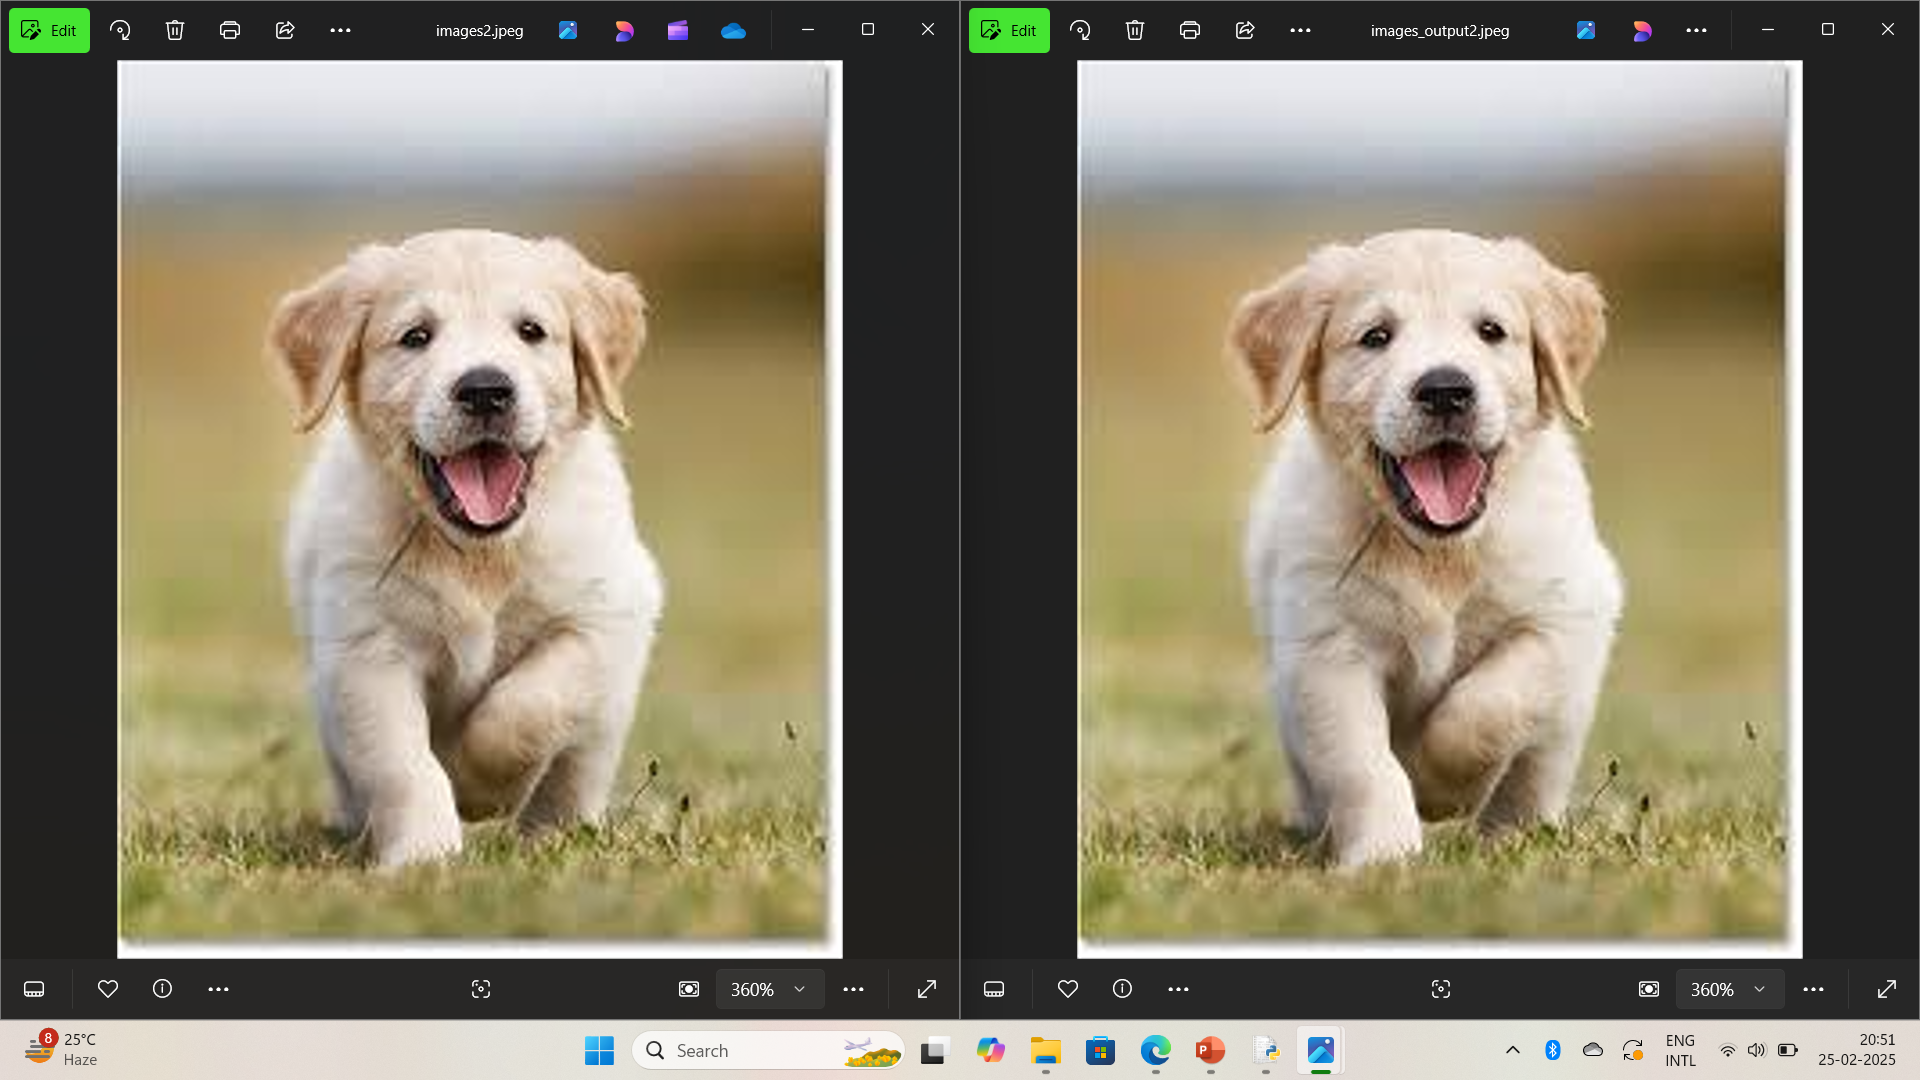 Edit
images2.jpeg
Edit
images_output2.jpeg
360%
360%
8
25°C
Haze
Search
P
ENG
INTL
20:51
25-02-2025